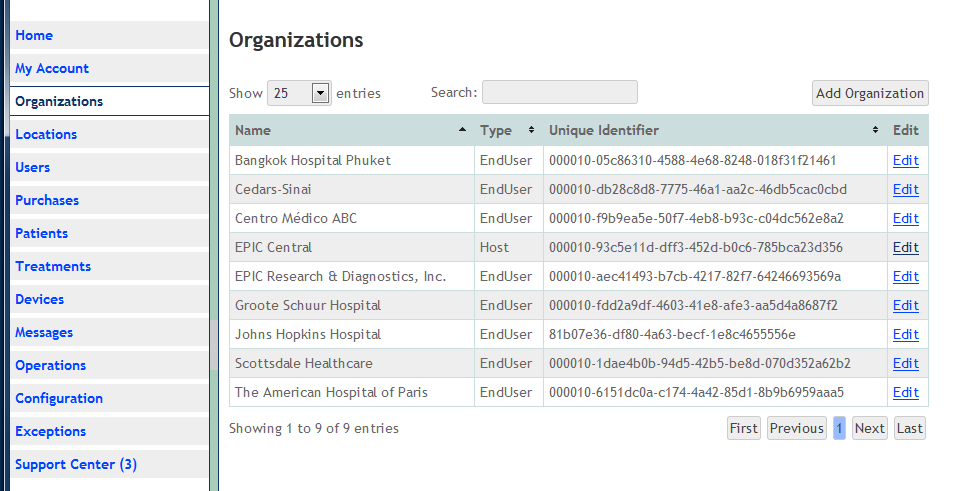 Home
My Account
Organizations
Locations
Users
Purchases
Patients
Treatments
Devices
Messages
Operations
Configuration
Exceptions
Support Center (3)
Organizations
Show 25 entries Search: Add Organization
Name Type Unique Identifier Edit
Bangkok Hospital Phuket EndUser 000010-05c86310-4588-4e68-8248-018f31f21461 Edit
Cedars-Sinai EndUser 000010-db28c8d8-7775-46a1-aa2c-46db5cac0cbd Edit
Centro Médico ABC EndUser 000010-f9b9ea5e-50f7-4eb8-b93c-c04dc562e8a2 Edit
EPIC Central Host 000010-93c5e11d-dff3-452d-b0c6-785bca23d356 Edit
EPIC Research & Diagnostics, Inc. EndUser 000010-aec41493-b7cb-4217-82f7-64246693569a Edit
Groote Schuur Hospital EndUser 000010-fdd2a9df-4603-41e8-afe3-aa5d4a8687f2 Edit
Johns Hopkins Hospital EndUser 81b07e36-df80-4a63-becf-1e8c4655556e Edit
Scottsdale Healthcare EndUser 000010-1dae4b0b-94d5-42b5-be8d-070d352a62b2 Edit
The American Hospital of Paris EndUser 000010-6151dc0a-c174-4a42-85d1-8b9b6959aaa5 Edit
Showing 1 to 9 of 9 entries First Previous 1 Next Last